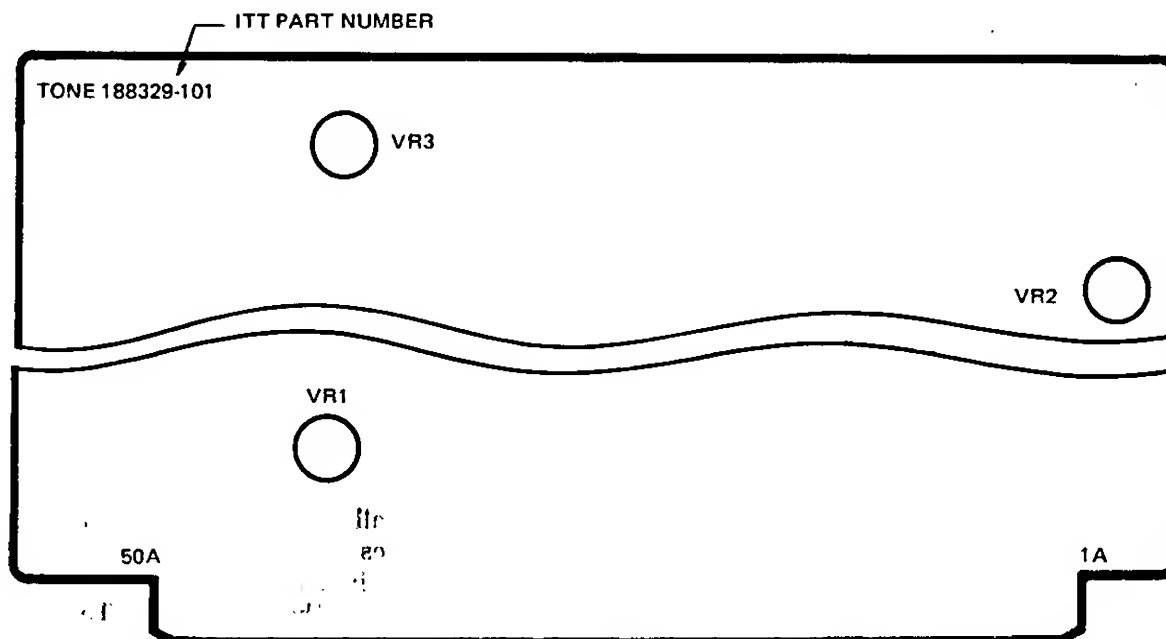 ITT PART NUMBER
TONE 188329-101
VR3
VR2
VR1
50A
1A